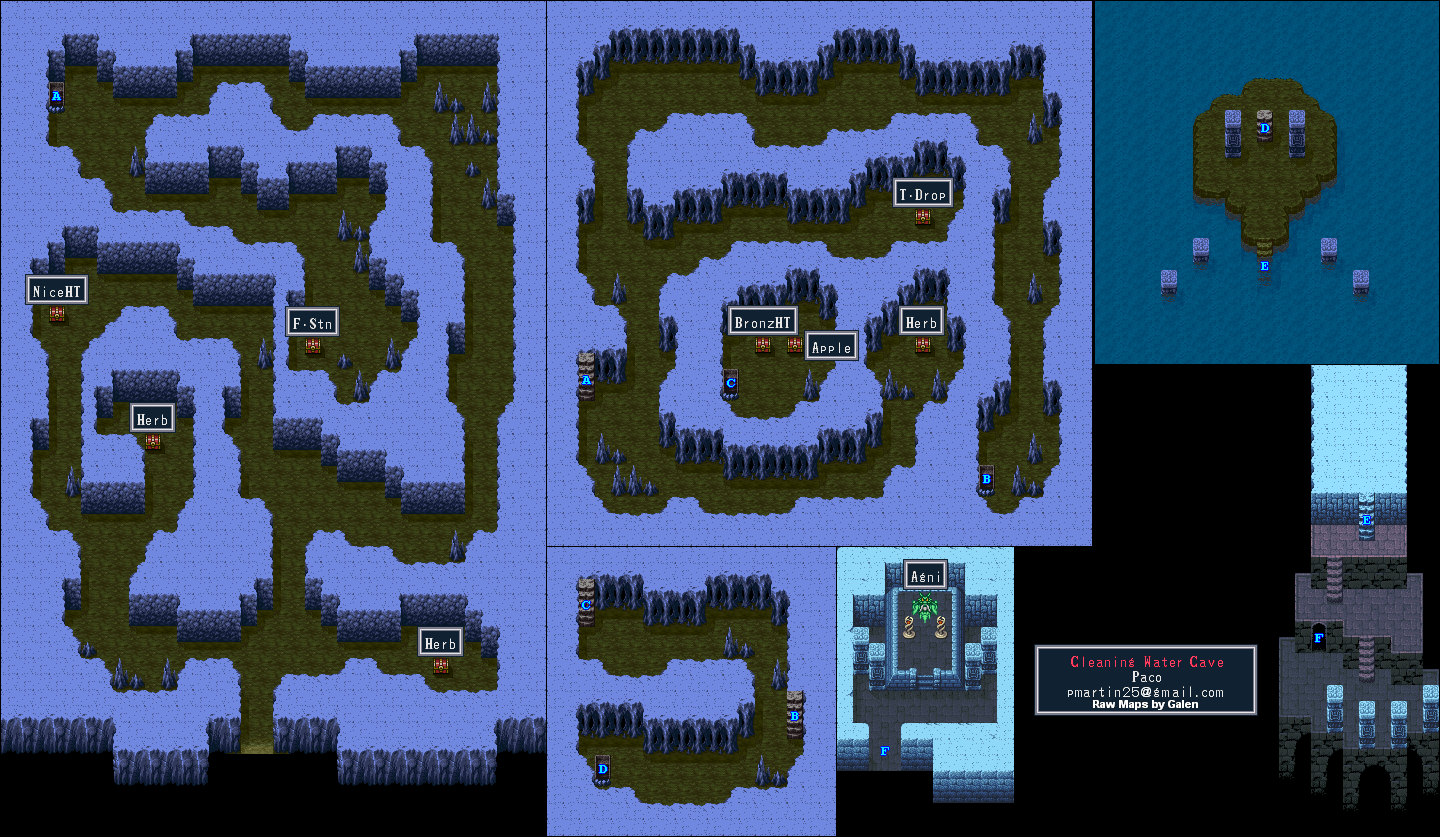 A
NiceHT
F·Stn
Herb
Herb
T·Drop
BronzHT
Apple
Herb
A
C
B
D
E
C
B
D
Agni
F
E
F
Cleaning Water Cave
Paco
pmartin25@gmail.com
Raw Maps by Galen